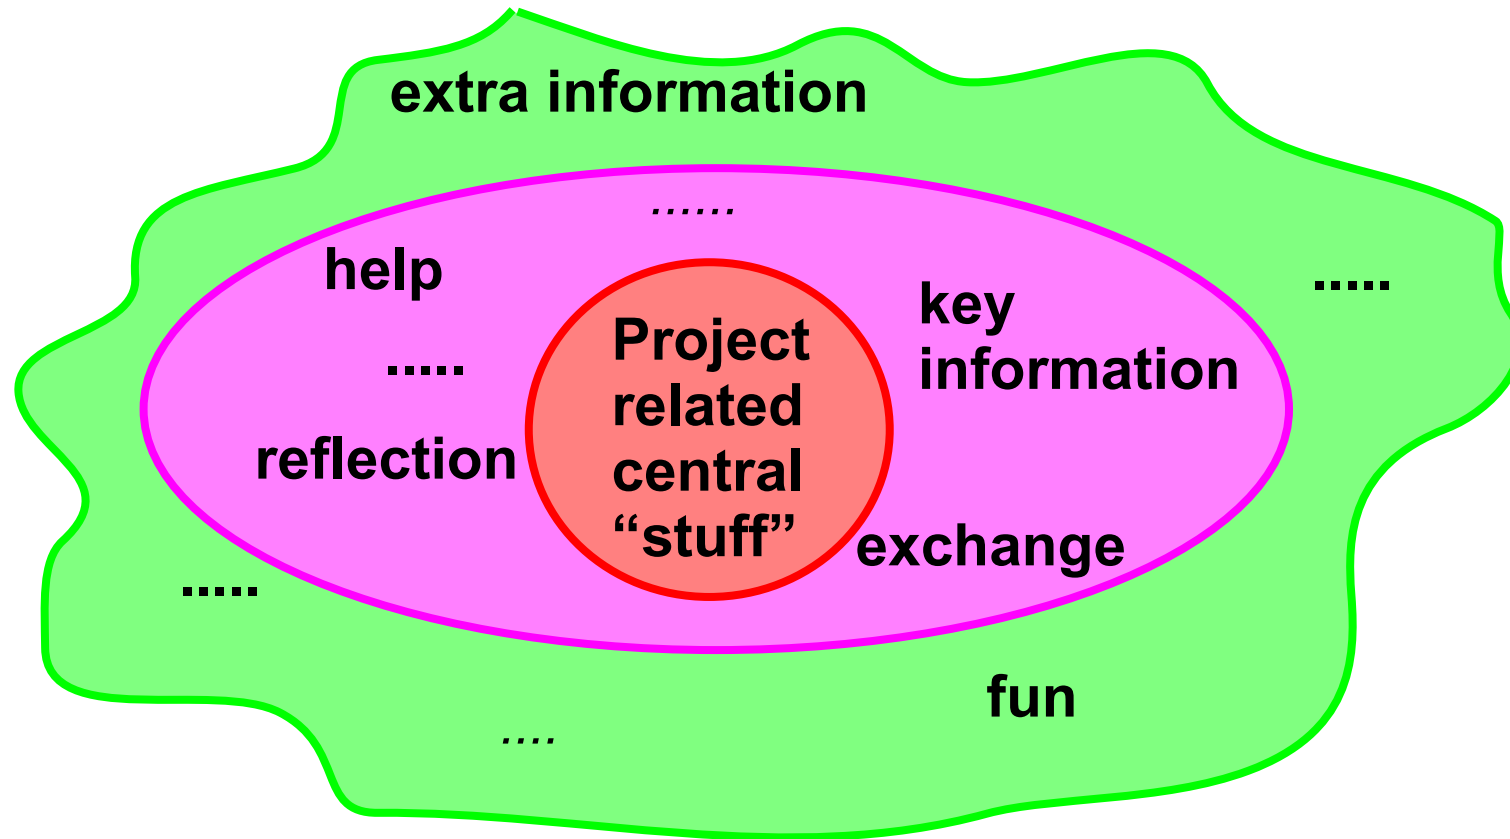 extra information
......
help
key
information
.....
.....
Project
related
central
“stuff”
reflection
exchange
.....
fun
....